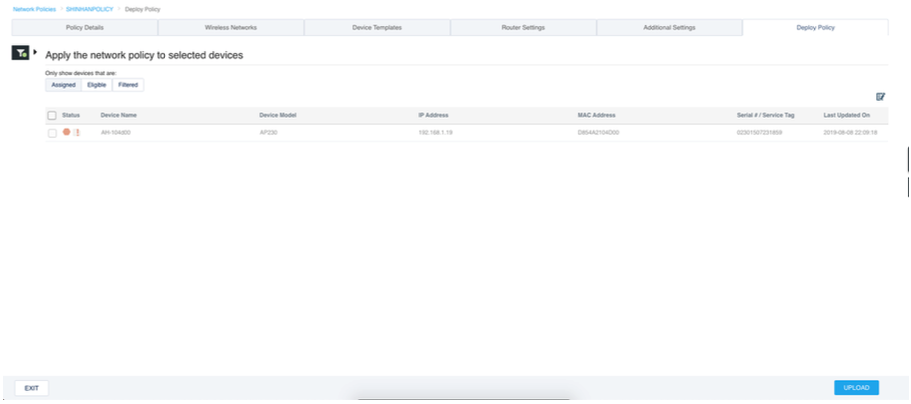 Network Policies > SHINHANPOLICY > Deploy Policy
Policy Details Wireless Networks Device Templates Router Settings Additional Settings Deploy Policy
Apply the network policy to selected devices
Only show devices that are:
Assigned Eligible Filtered
Status Device Name Device Model IP Address MAC Address Serial # / Service Tag Last Updated On
AH-104d00 AP230 192.168.1.19 D854A2104D00 02301507231859 2019-08-08 22:09:19
EXIT UPLOAD